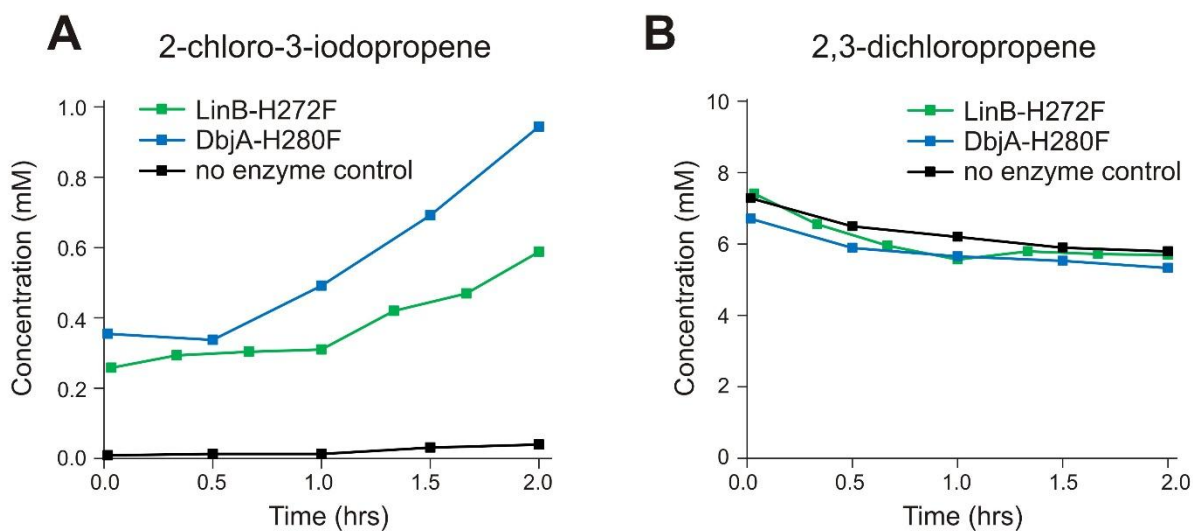 A
2-chloro-3-iodopropene
LinB-H272F
DbjA-H280F
no enzyme control
Concentration (mM)
1.0
0.8
0.6
0.4
0.2
0.0
0.0 0.5 1.0 1.5 2.0
Time (hrs)
B
2,3-dichloropropene
LinB-H272F
DbjA-H280F
no enzyme control
Concentration (mM)
10
8
6
4
2
0
0.0 0.5 1.0 1.5 2.0
Time (hrs)